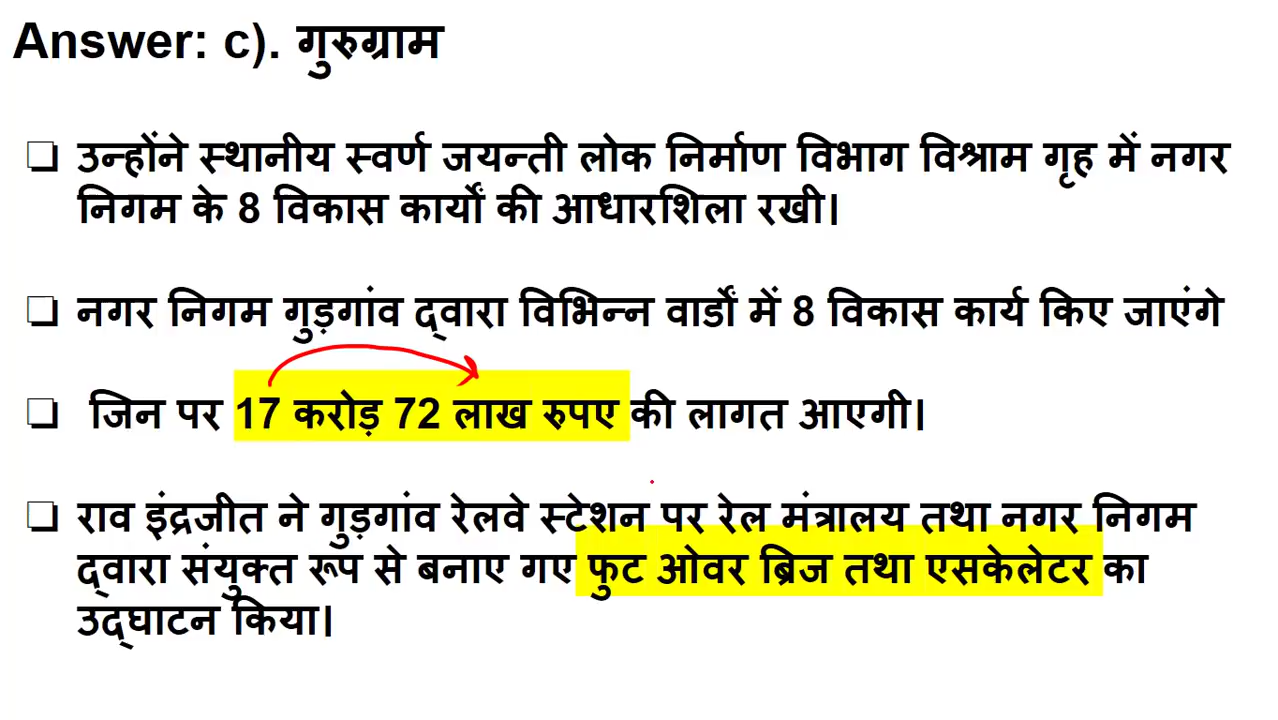 Answer: c). गुरुग्राम
❏ उन्होंने स्थानीय स्वर्ण जयन्ती लोक निर्माण विभाग विश्राम गृह में नगर
निगम के 8 विकास कार्यों की आधारशिला रखी।
❏ नगर निगम गुड़गांव द्वारा विभिन्न वार्डों में 8 विकास कार्य किए जाएंगे
❏ जिन पर 17 करोड़ 72 लाख रुपए की लागत आएगी।
❏ राव इंद्रजीत ने गुड़गांव रेलवे स्टेशन पर रेल मंत्रालय तथा नगर निगम
द्वारा संयुक्त रूप से बनाए गए फुट ओवर ब्रिज तथा एसकेलेटर का
उद्घाटन किया।